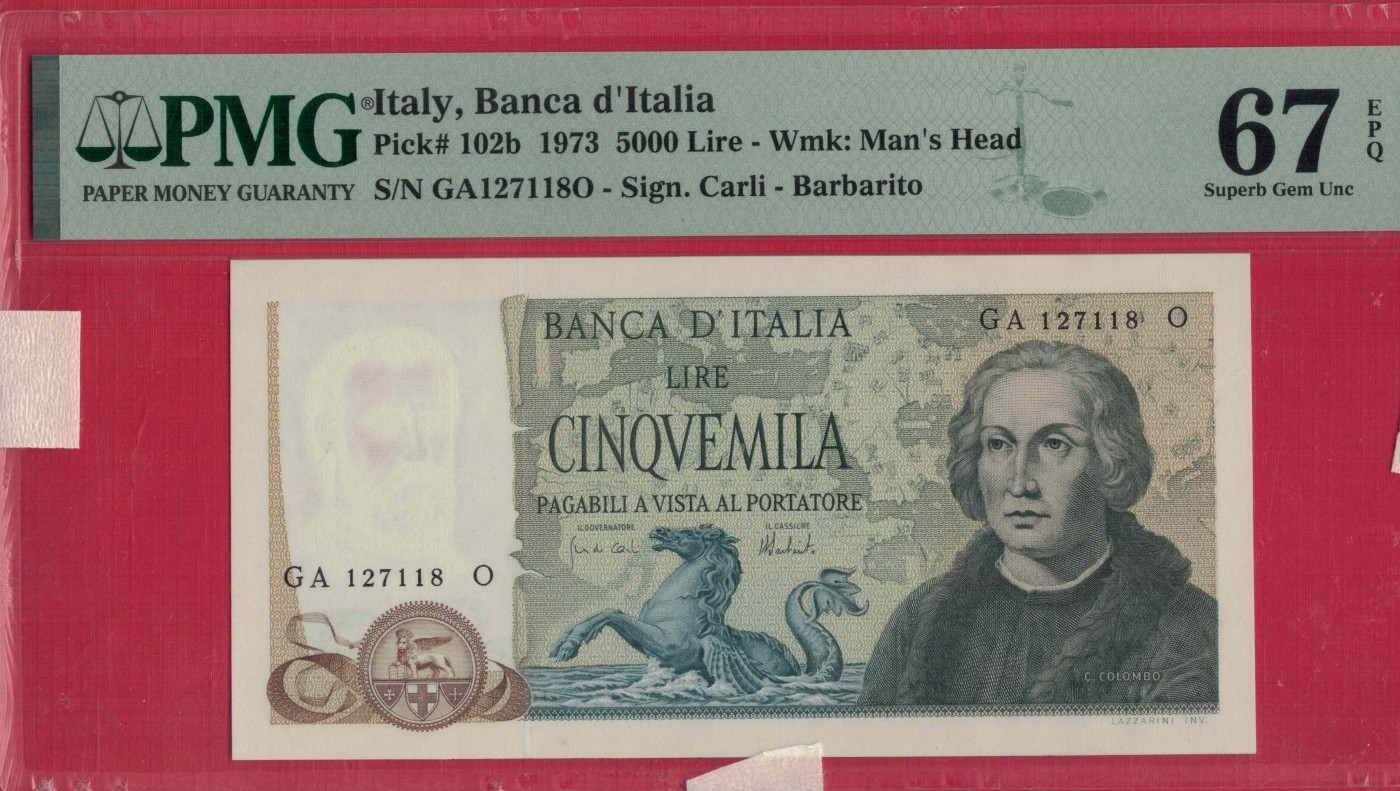 PMG®
PAPER MONEY GUARANTY
Italy, Banca d'Italia
Pick# 102b 1973 5000 Lire - Wmk: Man's Head
S/N GA127118O - Sign. Carli - Barbarito
67
EPQ
Superb Gem Unc
BANCA D'ITALIA
GA 127118 O
LIRE
CINQVEMILA
PAGABILI A VISTA AL PORTATORE
IL GOVERNATORE
IL CASSIERE
GA 127118 O
C. COLOMBO
LAZZARINI INV.